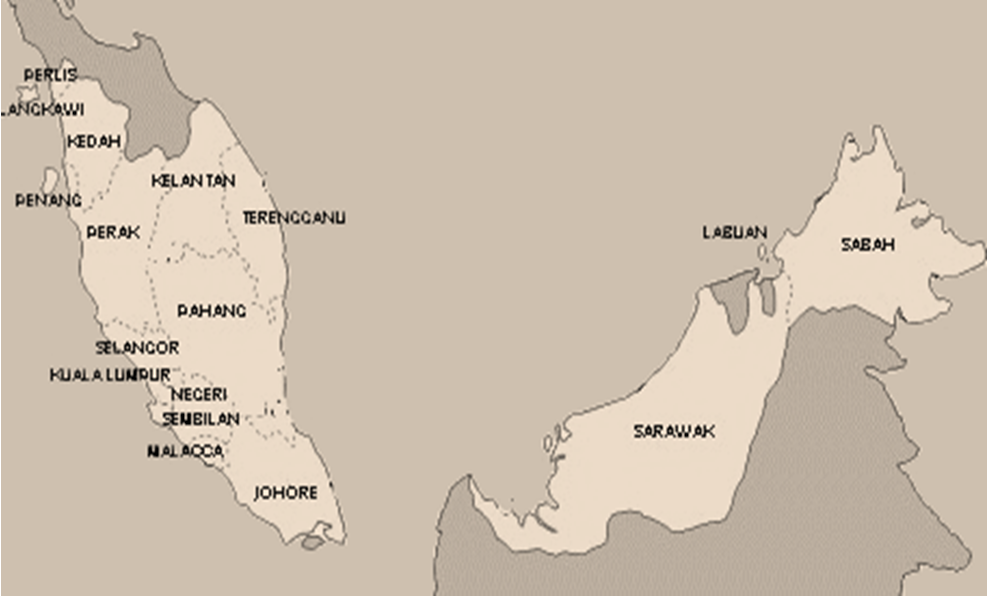 PERLIS
LANGKAWI
KEDAH
KELANTAN
PENANG
TERENGGANU
PERAK
LABUAN
SABAH
PAHANG
SELANGOR
KUALA LUMPUR
NEGERI
SEMBILAN
SARAWAK
MALACCA
JOHORE